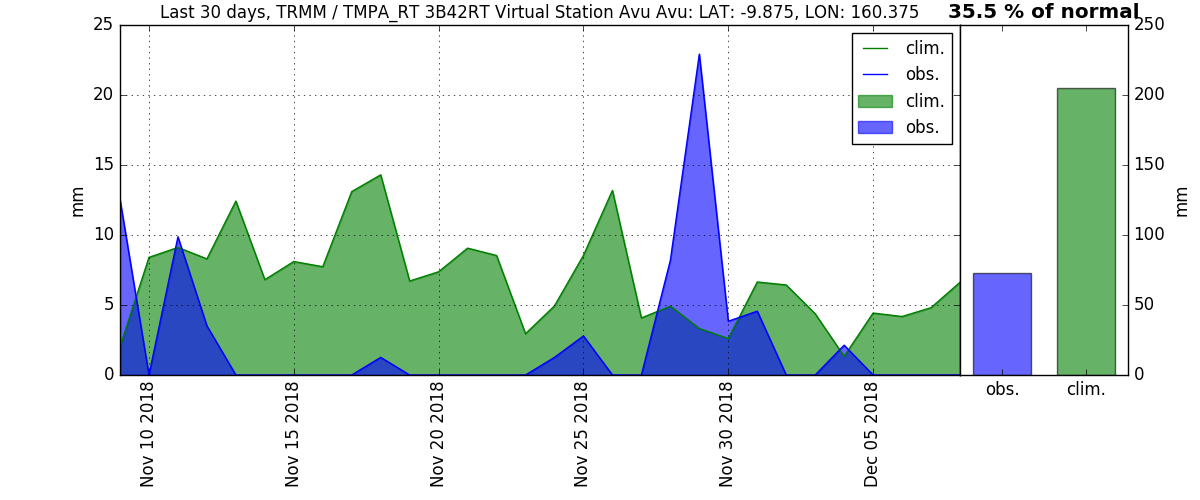 Last 30 days, TRMM / TMPA_RT 3B42RT Virtual Station Avu Avu: LAT: -9.875, LON: 160.375
35.5 % of normal
25
20
15
10
5
0
mm
clim.
obs.
clim.
obs.
Nov 10 2018
Nov 15 2018
Nov 20 2018
Nov 25 2018
Nov 30 2018
Dec 05 2018
250
200
150
100
50
0
mm
obs.
clim.